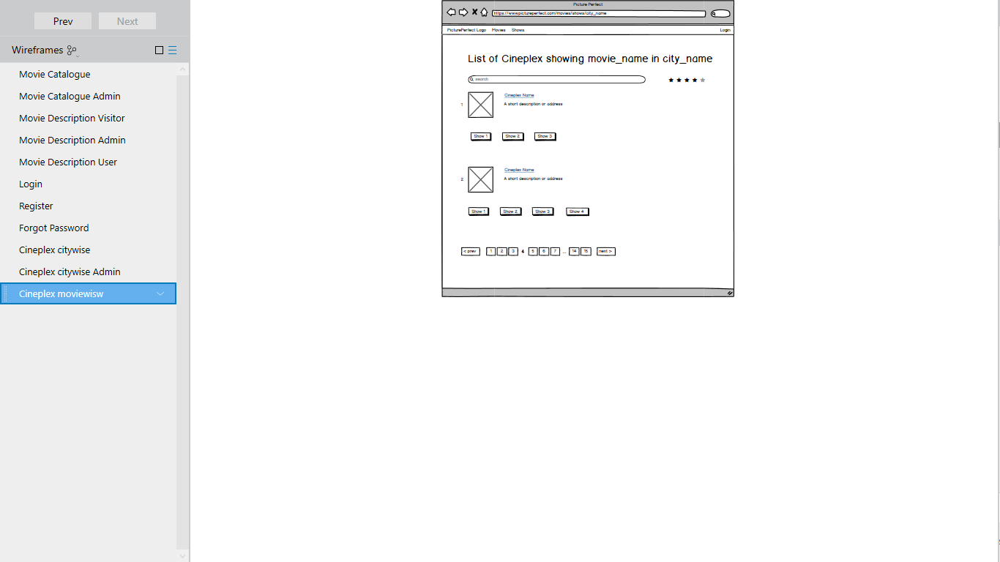 Prev Next
Wireframes
Movie Catalogue
Movie Catalogue Admin
Movie Description Visitor
Movie Description Admin
Movie Description User
Login
Register
Forgot Password
Cineplex citywise
Cineplex citywise Admin
Cineplex moviewisw
Picture Perfect
https://www.pictureperfect.com/movies/shows/city_name
PicturePerfect Logo Movies Shows Login
List of Cineplex showing movie_name in city_name
search
1 Cineplex Name
A short description or address
Show 1 Show 2 Show 3
2 Cineplex Name
A short description or address
Show 1 Show 2 Show 3 Show 4
< prev 1 2 3 4 5 6 7 ... 14 15 next >